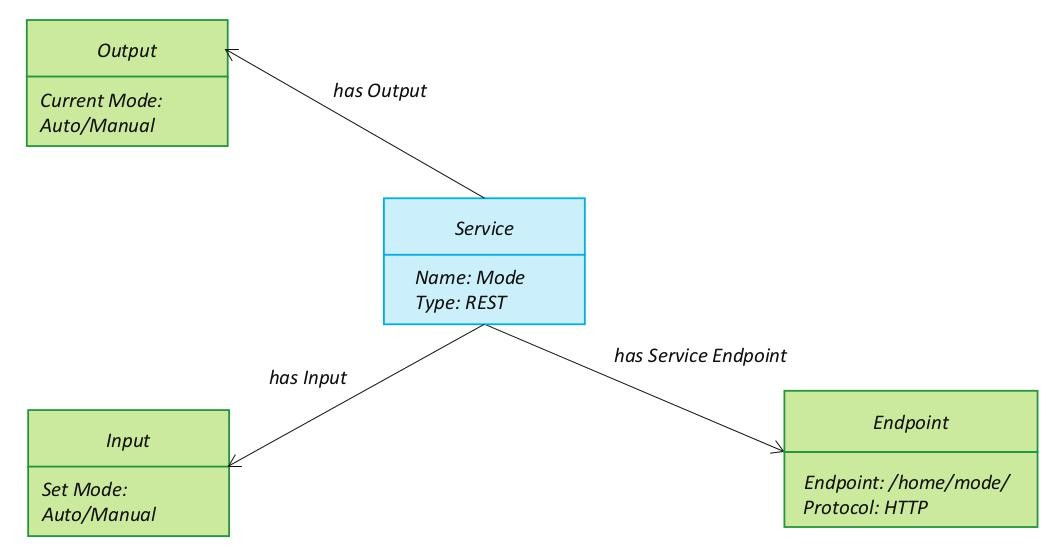 Output
Current Mode:
Auto/Manual
has Output
Service
Name: Mode
Type: REST
has Input
has Service Endpoint
Input
Set Mode:
Auto/Manual
Endpoint
Endpoint: /home/mode/
Protocol: HTTP